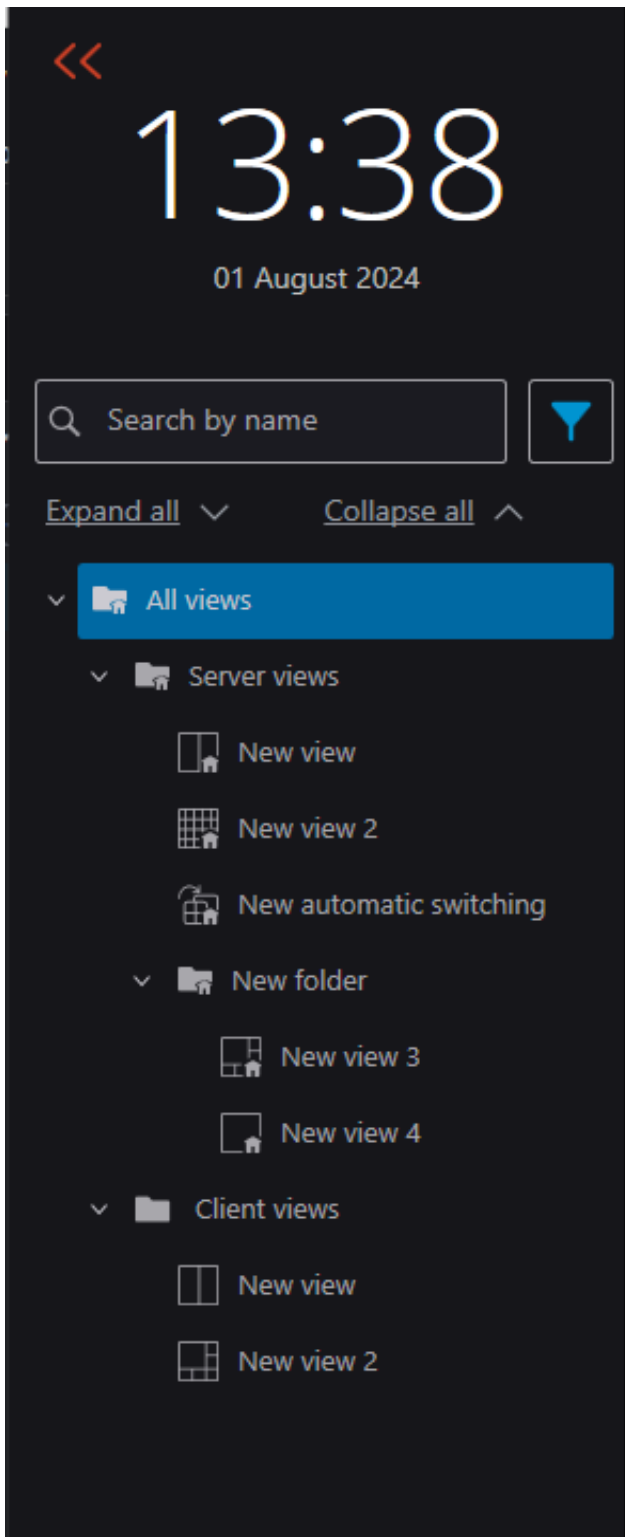 13:38
01 August 2024
Search by name
Expand all Collapse all
All views
Server views
New view
New view 2
New automatic switching
New folder
New view 3
New view 4
Client views
New view
New view 2